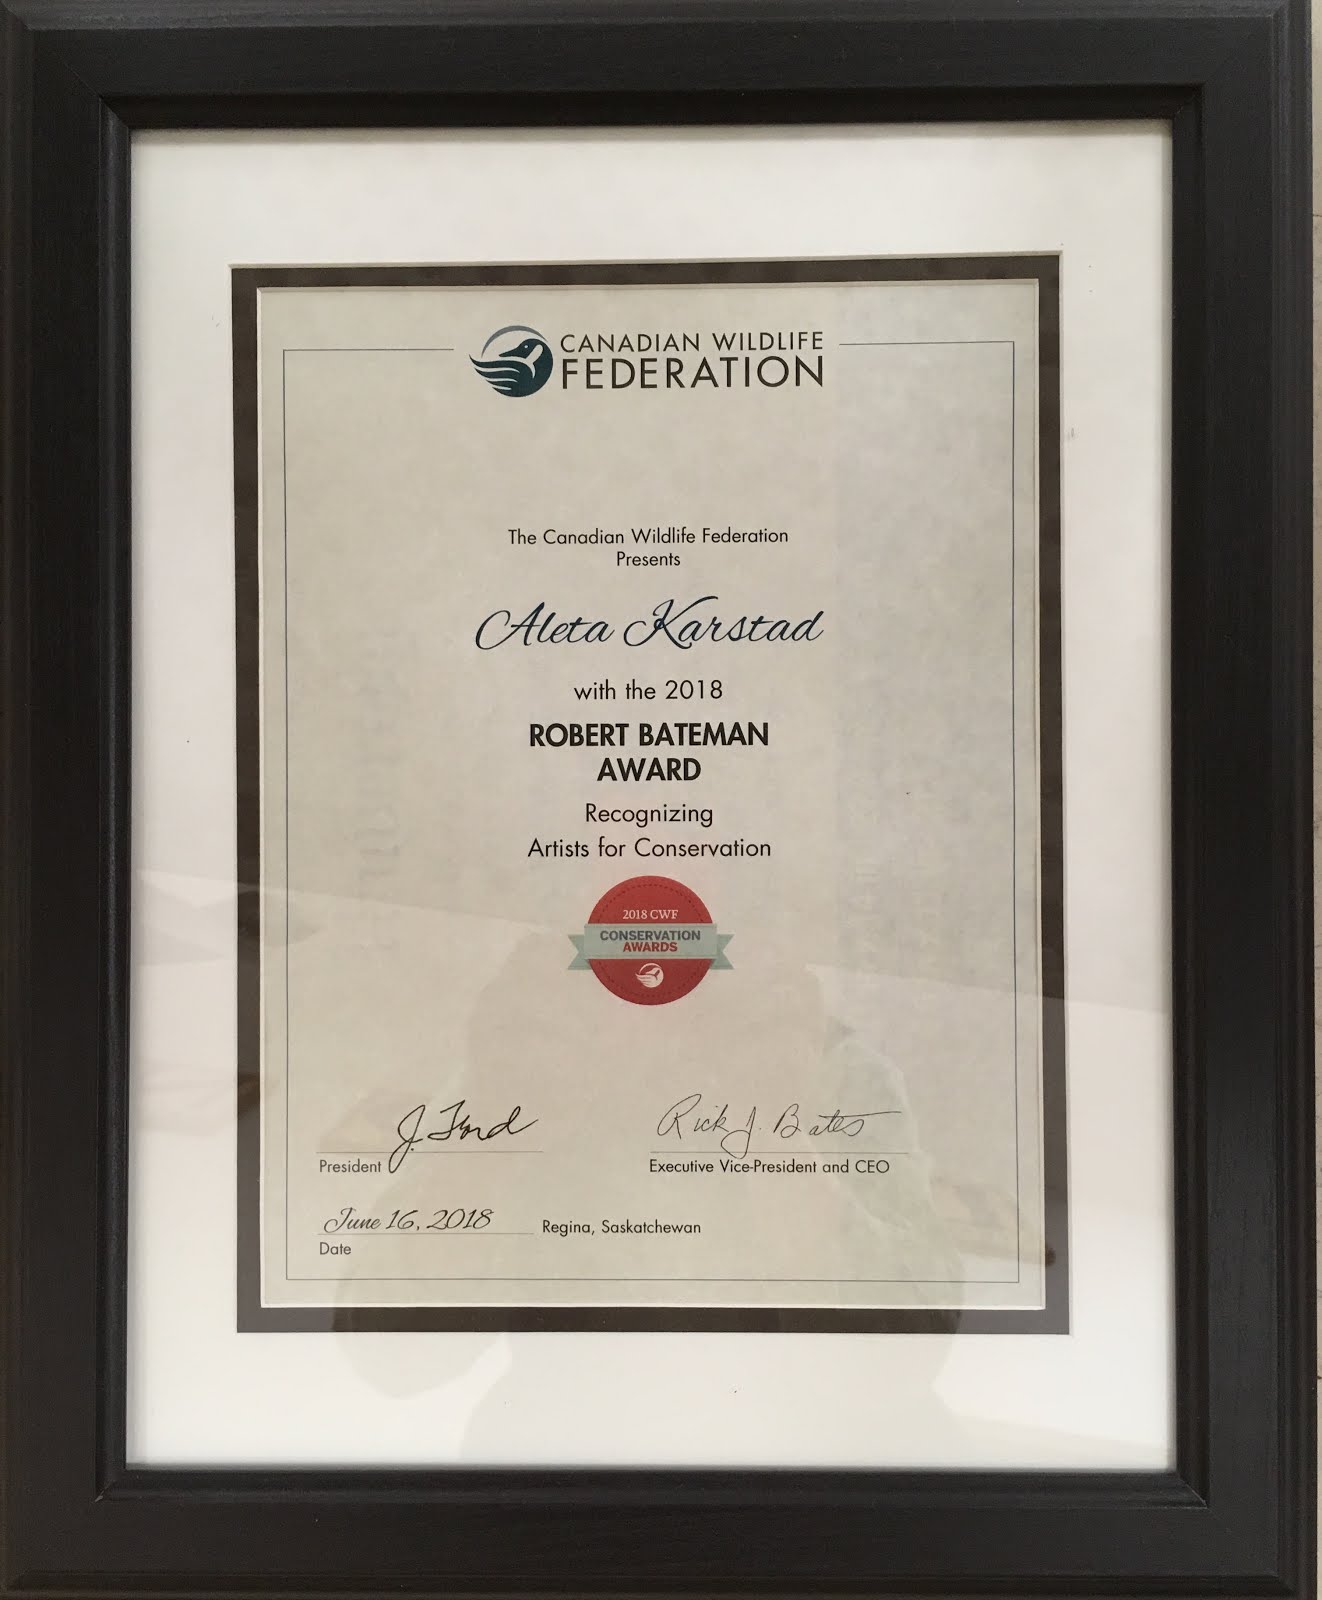 CANADIAN WILDLIFE
FEDERATION
The Canadian Wildlife Federation
Presents
Aleta Karstad
with the 2018
ROBERT BATEMAN
AWARD
Recognizing
Artists for Conservation
2018 CWF
CONSERVATION
AWARDS
J. Ford
Rick J. Bates
President
Executive Vice-President and CEO
June 16, 2018 Regina, Saskatchewan
Date